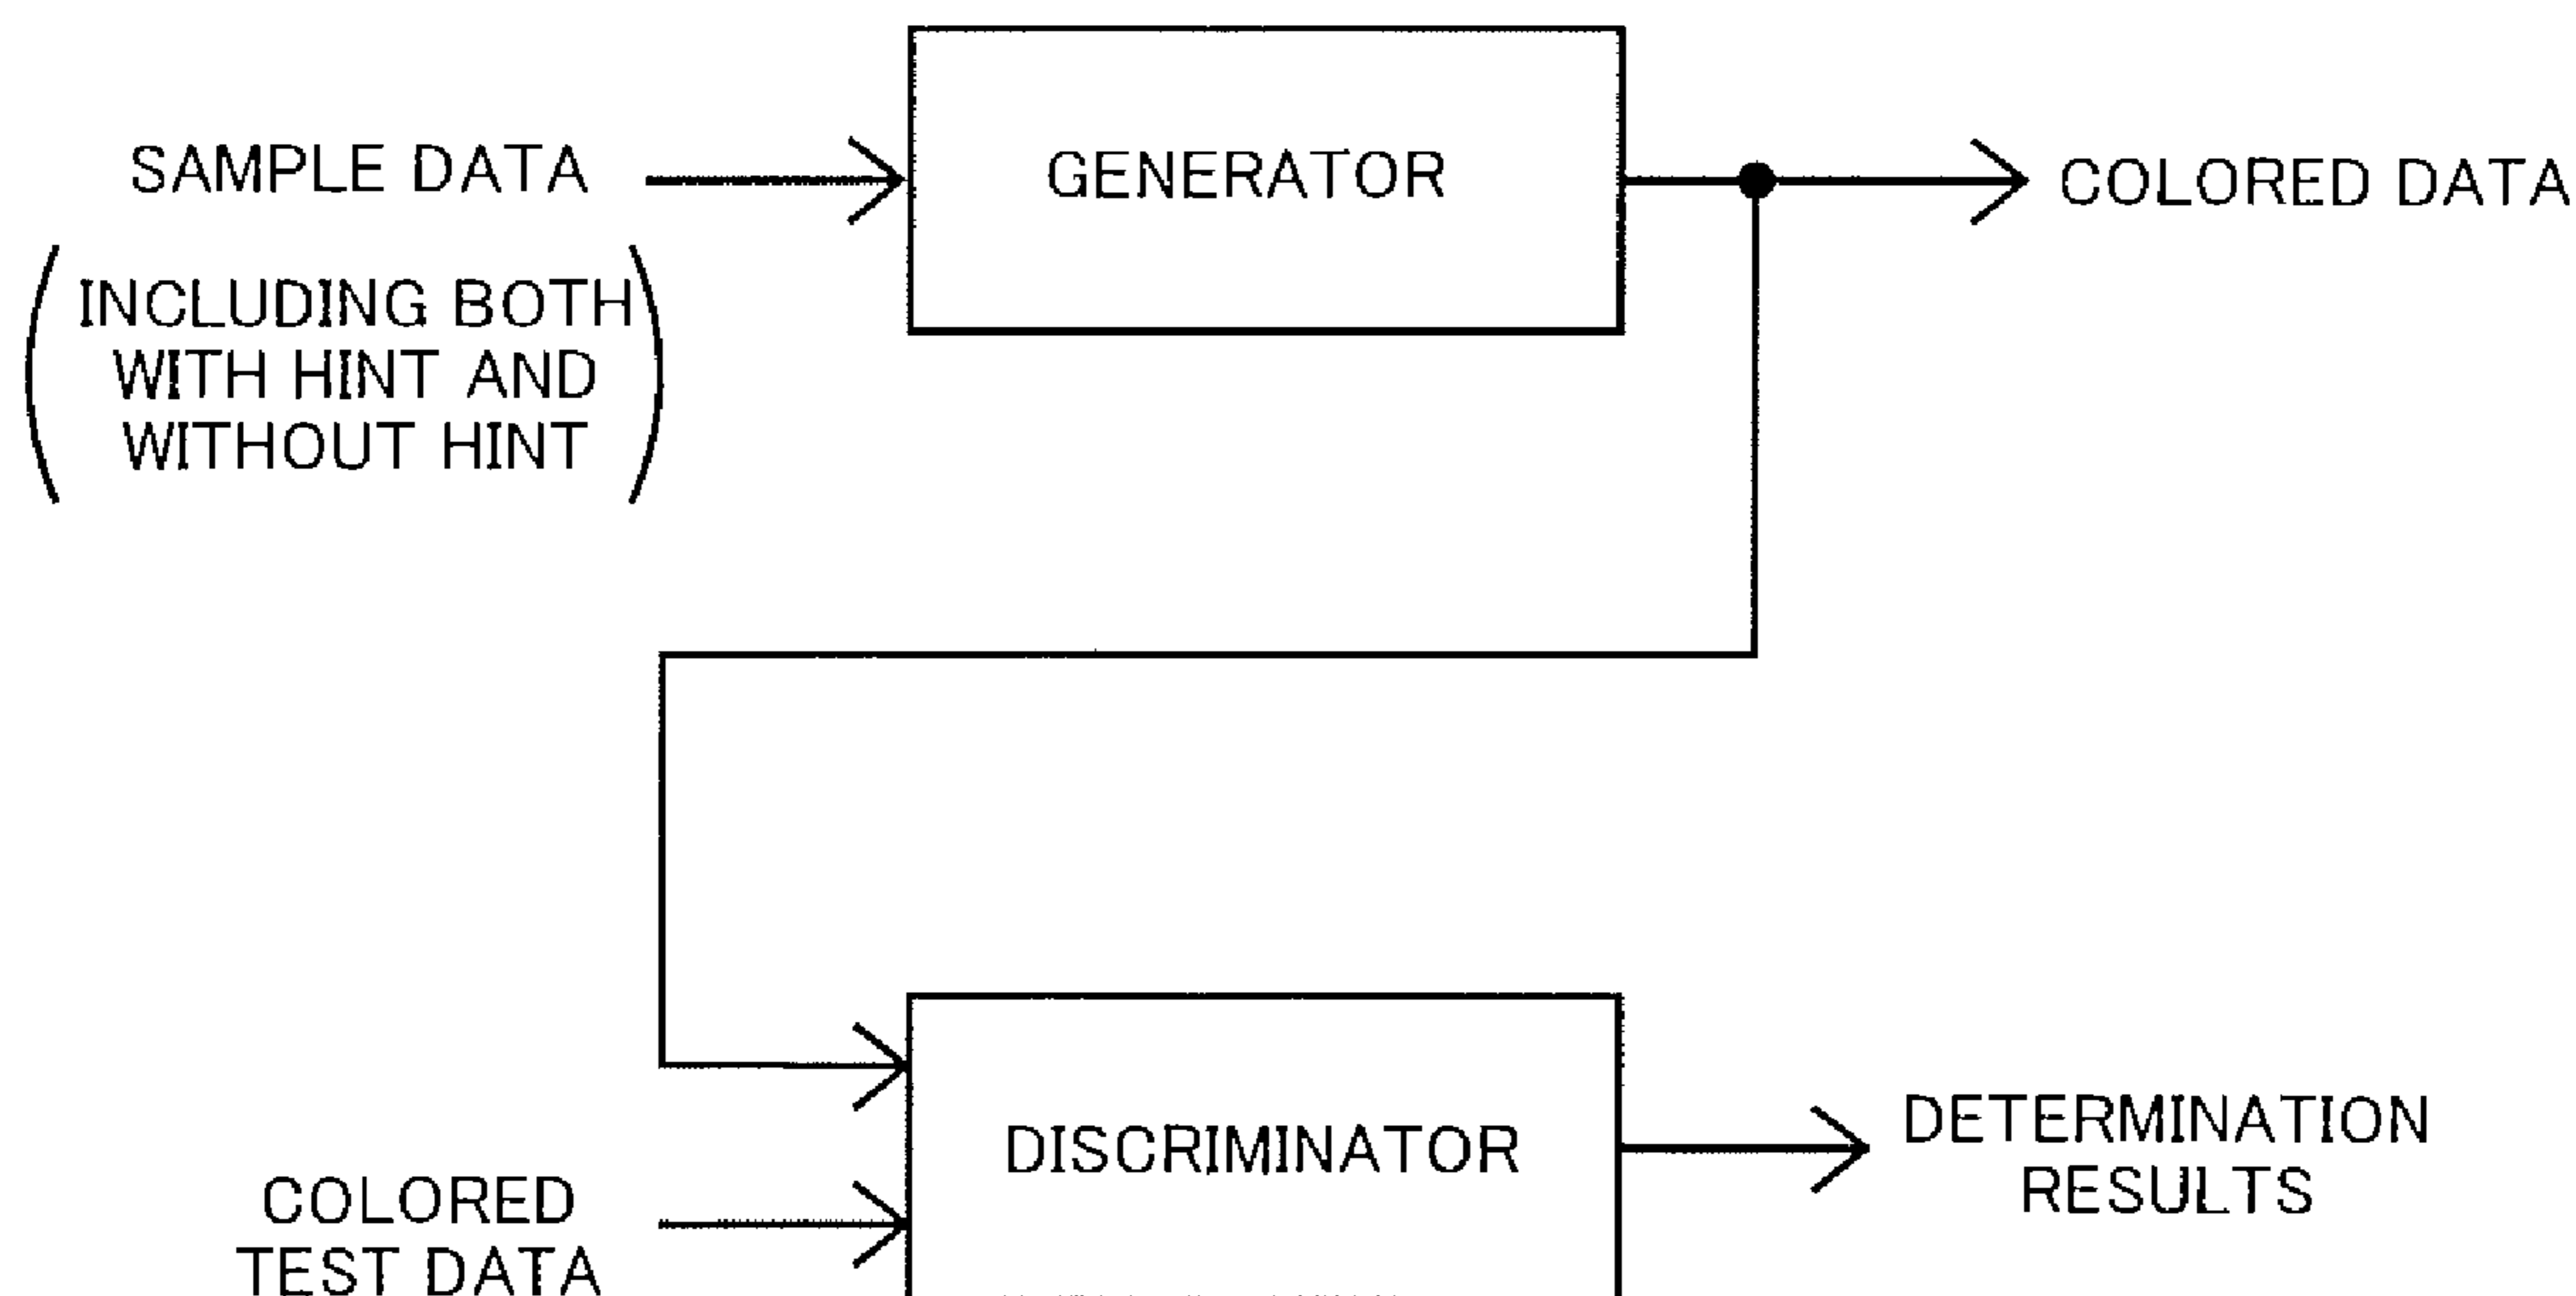 SAMPLE DATA
(INCLUDING BOTH
WITH HINT AND
WITHOUT HINT)
GENERATOR
COLORED DATA
COLORED
TEST DATA
DISCRIMINATOR
DETERMINATION
RESULTS